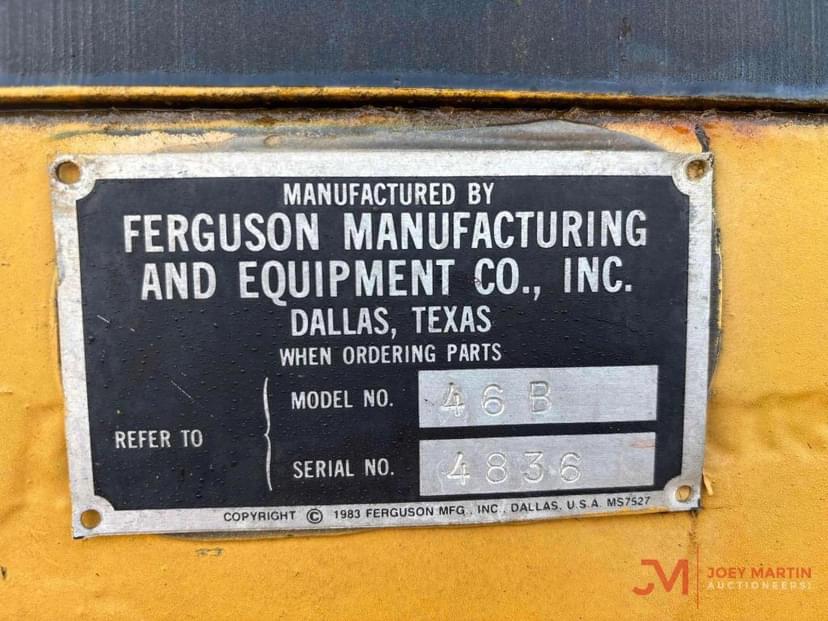 MANUFACTURED BY
FERGUSON MANUFACTURING
AND EQUIPMENT CO., INC.
DALLAS, TEXAS
WHEN ORDERING PARTS
REFER TO
MODEL NO. 46B
SERIAL NO. 4836
COPYRIGHT © 1983 FERGUSON MFG., INC., DALLAS, U.S.A. MS7527
JM JOEY MARTIN
AUCTIONEERS!